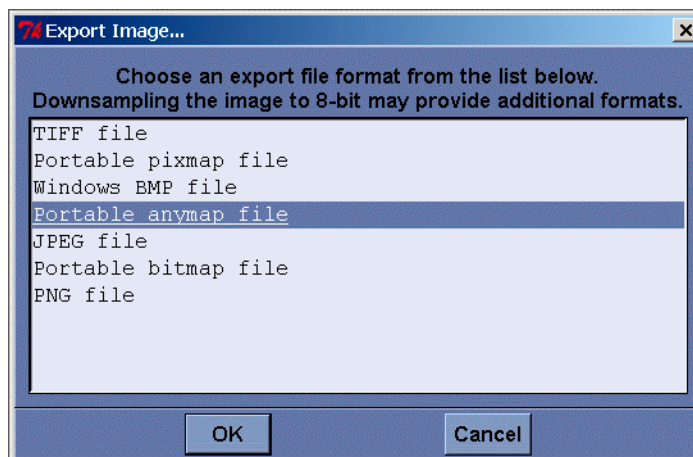 Export Image...
Choose an export file format from the list below.
Downsampling the image to 8-bit may provide additional formats.
TIFF file
Portable pixmap file
Windows BMP file
Portable anymap file
JPEG file
Portable bitmap file
PNG file
OK Cancel